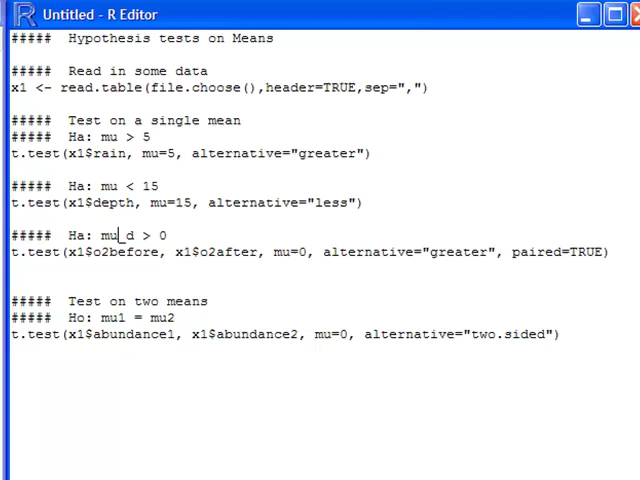 Untitled - R Editor
##### Hypothesis tests on Means
##### Read in some data
x1 <- read.table(file.choose(),header=TRUE,sep=",")
##### Test on a single mean
##### Ha: mu > 5
t.test(x1$rain, mu=5, alternative="greater")
##### Ha: mu < 15
t.test(x1$depth, mu=15, alternative="less")
##### Ha: mu_d > 0
t.test(x1$o2before, x1$o2after, mu=0, alternative="greater", paired=TRUE)
##### Test on two means
##### Ho: mu1 = mu2
t.test(x1$abundance1, x1$abundance2, mu=0, alternative="two.sided")